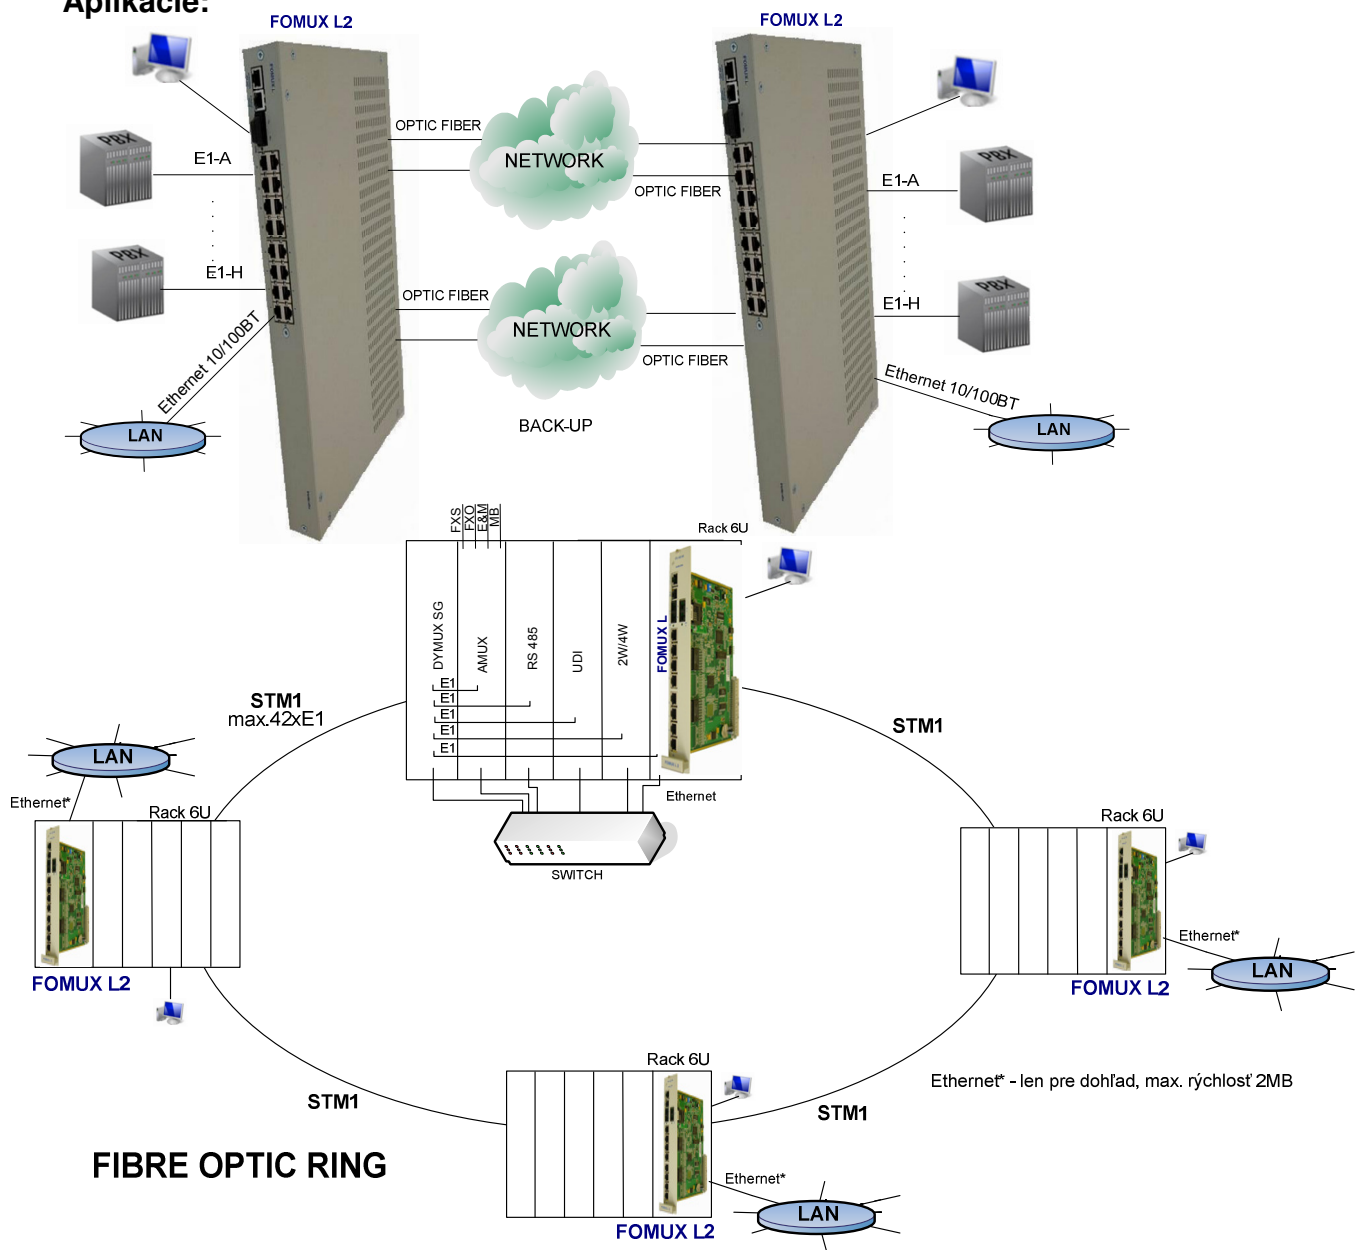 Aplikácie:
FOMUX L2
FOMUX L2
PBX
E1-A
PBX
E1-H
Ethernet 10/100BT
LAN
OPTIC FIBER
NETWORK
OPTIC FIBER
OPTIC FIBER
NETWORK
OPTIC FIBER
BACK-UP
PBX
E1-A
PBX
E1-H
Ethernet 10/100BT
LAN
FXS
FXO
E&M
MB
Rack 6U
DYMUX SG
AMUX
RS 485
UDI
2W/4W
FOMUX L
E1
E1
E1
E1
E1
Ethernet
SWITCH
STM1
max.42xE1
STM1
LAN
Ethernet*
Rack 6U
FOMUX L2
Rack 6U
Ethernet*
LAN
FOMUX L2
STM1
STM1
Rack 6U
Ethernet*
LAN
FOMUX L2
Ethernet* - len pre dohľad, max. rýchlosť 2MB
FIBRE OPTIC RING